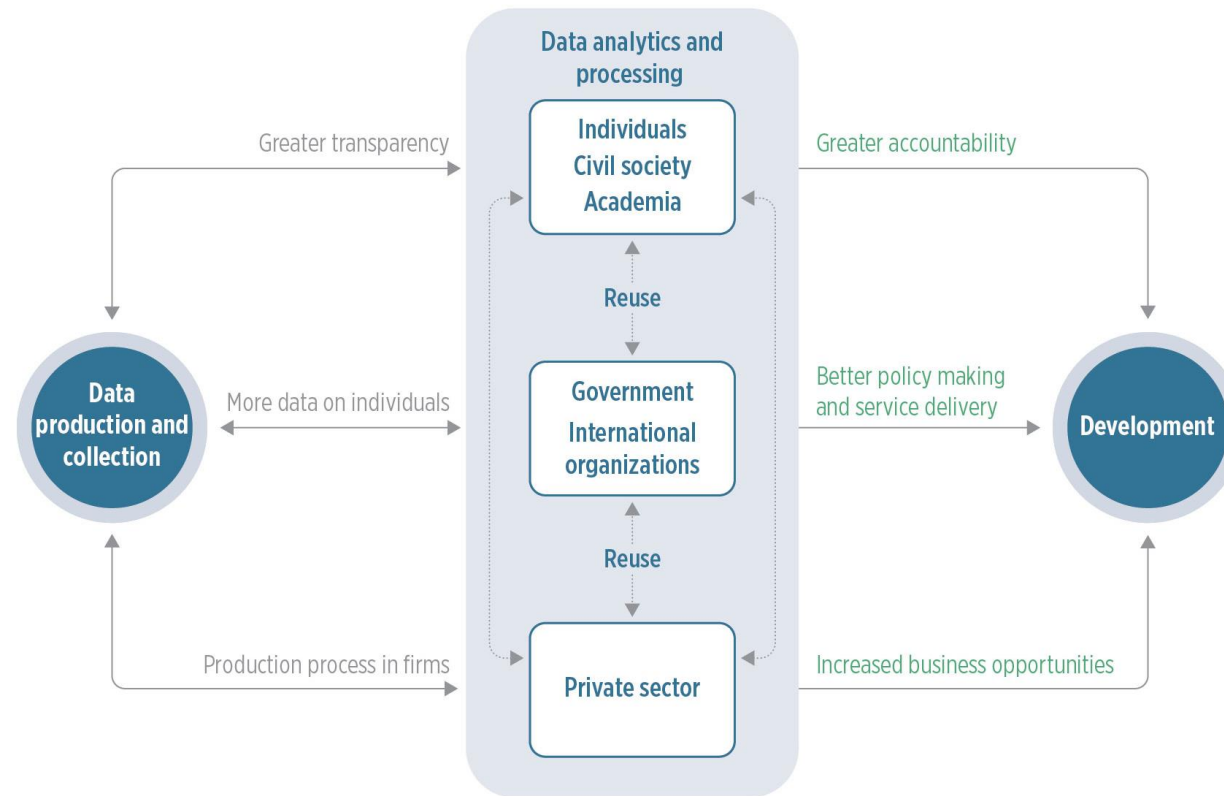 Data analytics and
processing
Greater transparency
Individuals
Civil society
Academia
Greater accountability
Reuse
Data
production and
collection
More data on individuals
Government
International
organizations
Better policy making
and service delivery
Development
Reuse
Production process in firms
Private sector
Increased business opportunities